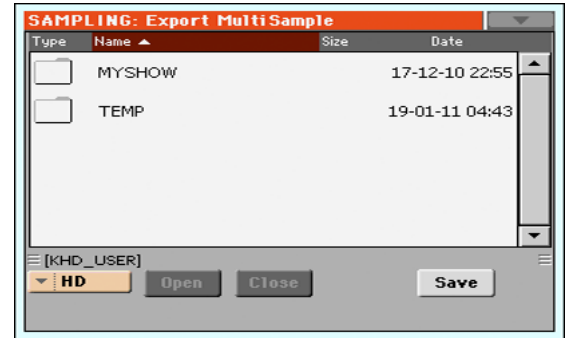 SAMPLING: Export MultiSample
Type Name Size Date
MYSHOW 17-12-10 22:55
TEMP 19-01-11 04:43
[KHD_USER]
HD Open Close Save